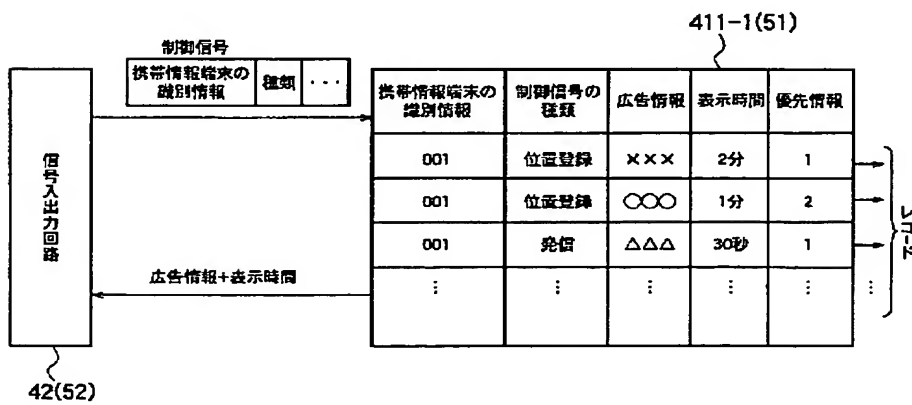 411-1(51)
制御信号
携帯情報端末の
識別情報
種類
・・・
信号入出力回路
広告情報+表示時間
42(52)
携帯情報端末の
識別情報
制御信号の
種類
広告情報
表示時間
優先情報
001
位置登録
×××
2分
1
001
位置登録
○○○
1分
2
001
発信
△△△
30秒
1
⋮
⋮
⋮
⋮
⋮
⋮
レコード